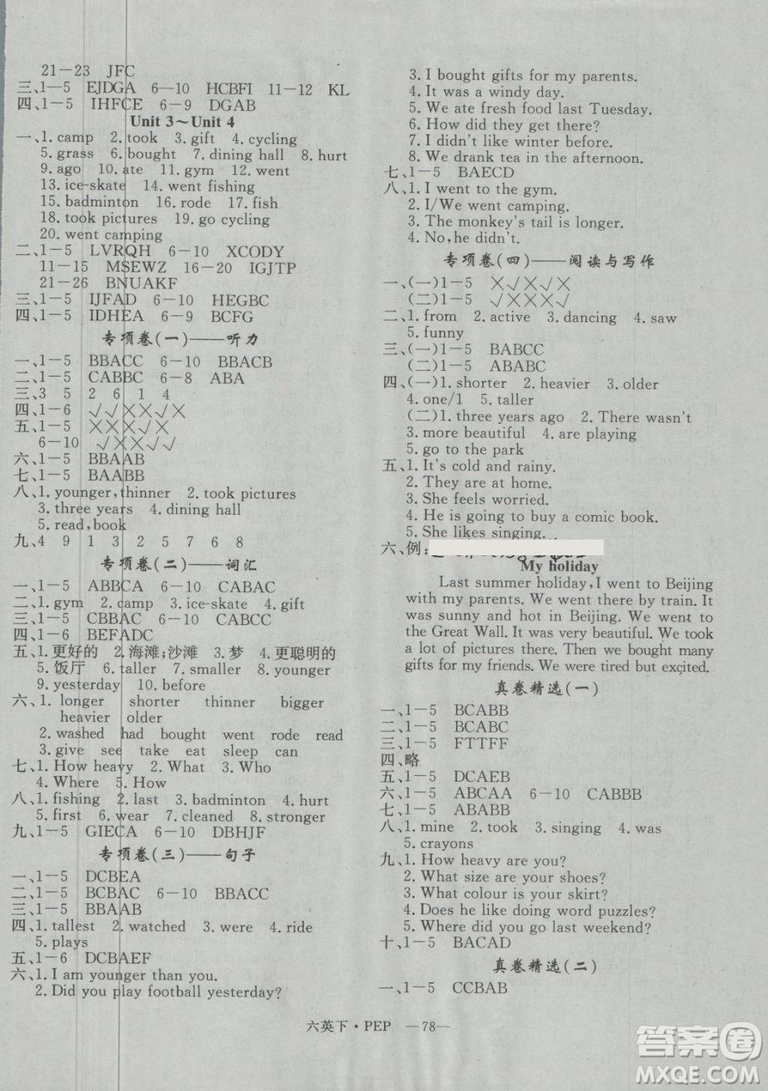 21－23 JFC
三、1－5 EJDGA 6－10 HCBFI 11－12 KL
四、1－5 IHFCE 6－9 DGAB
Unit 3～Unit 4
一、1. camp 2. took 3. gift 4. cycling
5. grass 6. bought 7. dining hall 8. hurt
9. ago 10. ate 11. gym 12. went
13. ice-skate 14. went fishing
15. badminton 16. rode 17. fish
18. took pictures 19. go cycling
20. went camping
二、1－5 LVRQH 6－10 XCODY
11－15 MSEWZ 16－20 IGJTP
21－26 BNUAKF
三、1－5 IJFAD 6－10 HEGBC
四、1－5 IDHEA 6－9 BCFG
专项卷(一)——听力
一、1－5 BBACC 6－10 BBACB
二、1－5 CABBC 6－8 ABA
三、3 5 2 6 1 4
四、1－6 √√××√×
五、1－5 √×√××
6－10 √××√√
六、1－5 BBAAB
七、1－5 BAABB
八、1. younger, thinner 2. took pictures
3. three years 4. dining hall
5. read, book
九、4 9 1 3 2 5 7 6 8
专项卷(二)——词汇
一、1－5 ABBCA 6－10 CABAC
二、1. gym 2. camp 3. ice-skate 4. gift
三、1－5 CBBAC 6－10 CABCC
四、1－6 BEFADC
五、1. 更好的 2. 海滩;沙滩 3. 梦 4. 更聪明的
5. 饭厅 6. taller 7. smaller 8. younger
9. yesterday 10. before
六、1. longer shorter thinner bigger
heavier older
2. washed had bought went rode read
3. give see take eat sleep can
七、1. How heavy 2. What 3. Who
4. Where 5. How
八、1. fishing 2. last 3. badminton 4. hurt
5. first 6. wear 7. cleaned 8. stronger
九、1－5 GIECA 6－10 DBHJF
专项卷(三)——句子
一、1－5 DCBEA
二、1－5 BCBAC 6－10 BBACC
三、1－5 BBAAB
四、1. tallest 2. watched 3. were 4. ride
5. plays
五、1－6 DCBAEF
六、1. I am younger than you.
2. Did you play football yesterday?
3. I bought gifts for my parents.
4. It was a windy day.
5. We ate fresh food last Tuesday.
6. How did they go there?
7. I didn't like winter before.
8. We drank tea in the afternoon.
七、1－5 BAECD
八、1. I went to the gym.
2. I/We went camping.
3. The monkey's tail is longer.
4. No, he didn't.
专项卷(四)——阅读与写作
一、(一)1－5 ×√×√×
(二)1－5 √××√×
二、1. from 2. active 3. dancing 4. saw
5. funny
三、(一)1－5 BABCC
(二)1－5 ABABC
四、(一)1. shorter 2. heavier 3. older
4. one/1 5. taller
(二)1. three years ago 2. There wasn't
3. more beautiful 4. are playing
5. go to the park
五、1. It's cold and rainy.
2. They are at home.
3. She feels worried.
4. He is going to buy a comic book.
5. She likes singing.
六、例:
My holiday
Last summer holiday, I went to Beijing
with my parents. We went there by train. It
was sunny and hot in Beijing. We went to
the Great Wall. It was very beautiful. We took
a lot of pictures there. Then we bought many
gifts for my friends. We were tired but excited.
真卷精选(一)
一、1－5 BCABB
二、1－5 BCABC
三、1－5 FTTFF
四、略
五、1－5 DCAEB
六、1－5 ABCAA 6－10 CABBB
七、1－5 ABABB
八、1. mine 2. took 3. singing 4. was
5. crayons
九、1. How heavy are you?
2. What size are your shoes?
3. What colour is your skirt?
4. Does he like doing word puzzles?
5. Where did you go last weekend?
十、1－5 BACAD
真卷精选(二)
一、1－5 CCBAB
六英下·PEP —78—
答案圈
MXQE.COM